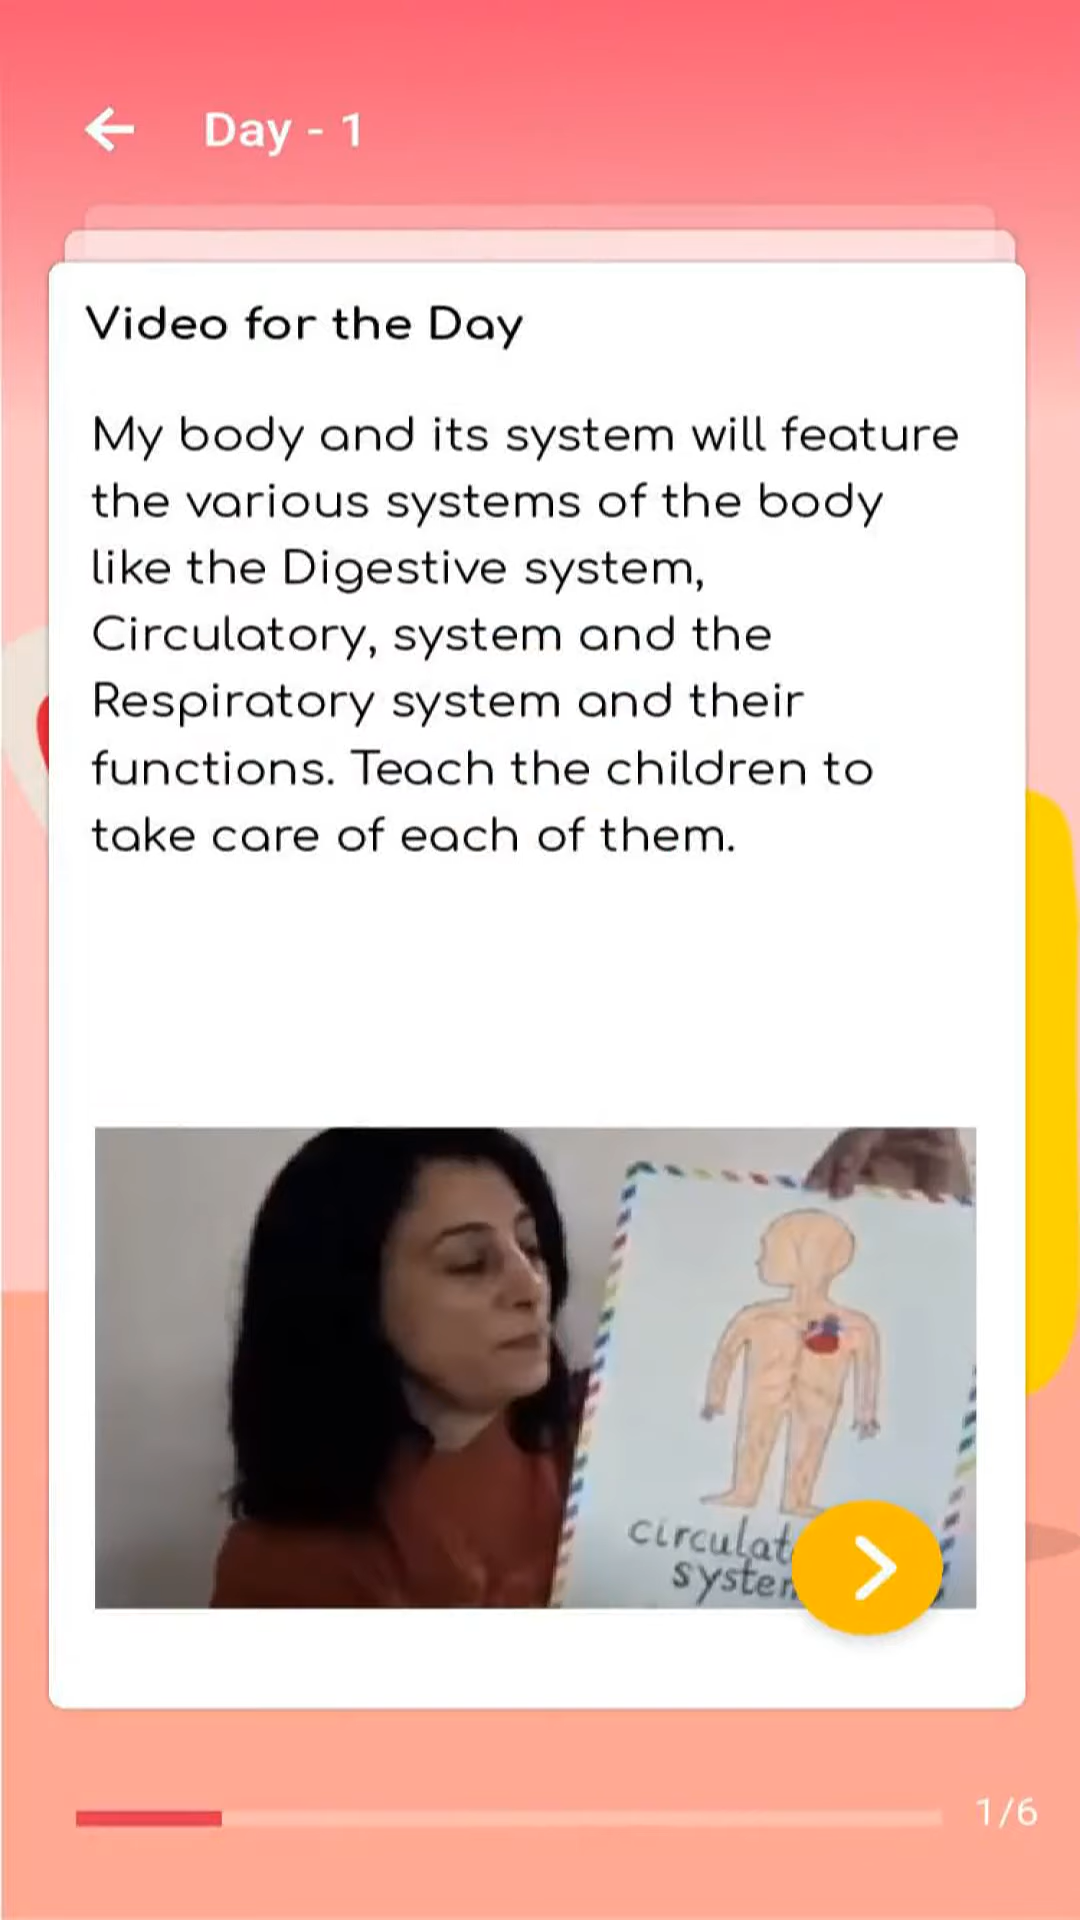 Day - 1
Video for the Day
My body and its system will feature
the various systems of the body
like the Digestive system,
Circulatory, system and the
Respiratory system and their
functions. Teach the children to
take care of each of them.
1/6